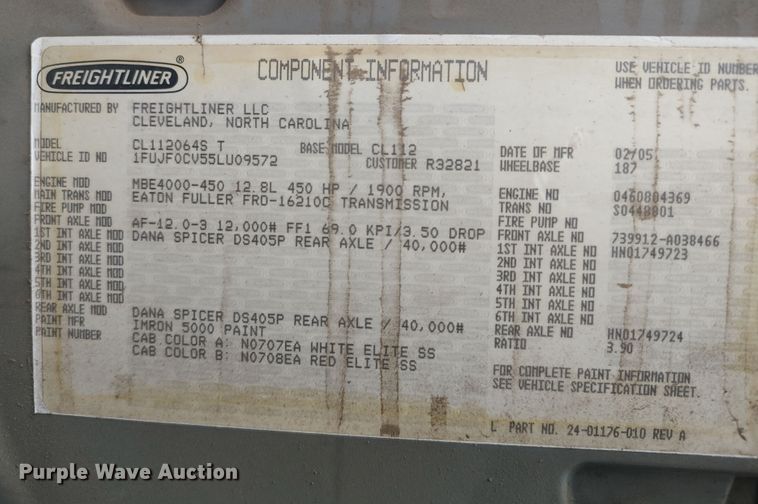 FREIGHTLINER ®
COMPONENT INFORMATION
USE VEHICLE ID NUMBER
WHEN ORDERING PARTS.
MANUFACTURED BY FREIGHTLINER LLC
CLEVELAND, NORTH CAROLINA
MODEL CL112064S T BASE MODEL CL112 DATE OF MFR 02/05
VEHICLE ID NO 1FUJF0CV55LU09572 CUSTOMER R32821 WHEELBASE 187
ENGINE MOD MBE4000-450 12.8L 450 HP / 1900 RPM, ENGINE NO 0460804369
MAIN TRANS MOD EATON FULLER FRO-16210C TRANSMISSION TRANS NO S0448801
FIRE PUMP MOD FIRE PUMP NO
FRONT AXLE MOD AF-12.0-3 12,000# FF1 69.0 KPI/3.50 DROP FRONT AXLE NO 739912-A038466
1ST INT AXLE MOD DANA SPICER DS405P REAR AXLE / 40,000# 1ST INT AXLE NO HN01749723
2ND INT AXLE MOD 2ND INT AXLE NO
3RD INT AXLE MOD 3RD INT AXLE NO
4TH INT AXLE MOD 4TH INT AXLE NO
5TH INT AXLE MOD 5TH INT AXLE NO
6TH INT AXLE MOD 6TH INT AXLE NO
REAR AXLE MOD DANA SPICER DS405P REAR AXLE / 40,000# REAR AXLE NO HN01749724
PAINT MFR IMRON 5000 PAINT RATIO 3.90
PAINT NUMBER CAB COLOR A: N0707EA WHITE ELITE SS
CAB COLOR B: N0708EA RED ELITE SS
FOR COMPLETE PAINT INFORMATION
SEE VEHICLE SPECIFICATION SHEET.
L PART NO. 24-01176-010 REV A
Purple Wave Auction